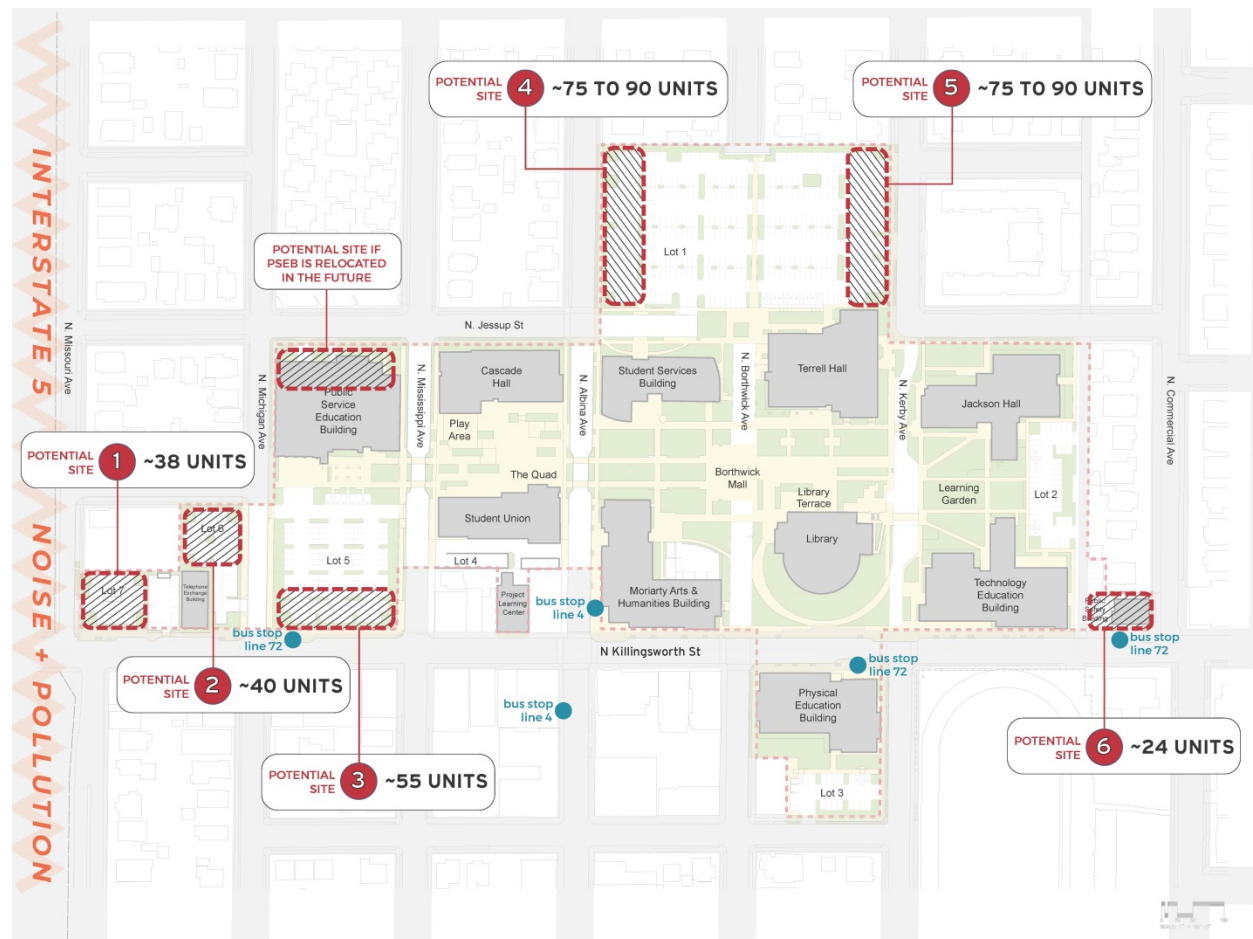 POTENTIAL
SITE
4
~75 TO 90 UNITS
POTENTIAL
SITE
5
~75 TO 90 UNITS
INTERSTATE 5 NOISE + POLLUTION
POTENTIAL SITE IF
PSEB IS RELOCATED
IN THE FUTURE
Lot 1
N. Jessup St
N. Missouri Ave
N. Michigan Ave
N. Mississippi Ave
N. Albina Ave
N. Borthwick Ave
N. Kerby Ave
N. Commercial Ave
Public
Service
Education
Building
Cascade
Hall
Student Services
Building
Terrell Hall
Jackson Hall
Play
Area
POTENTIAL
SITE
1
~38 UNITS
The Quad
Borthwick
Mall
Library
Terrace
Learning
Garden
Lot 2
Student Union
Library
Lot 6
Lot 5
Lot 4
Lot 7
Telephone
Exchange
Building
Project
Learning
Center
Moriarty Arts &
Humanities Building
Technology
Education
Building
Public
Safety
Building
bus stop
line 4
bus stop
line 72
bus stop
line 72
N Killingsworth St
bus stop
line 72
POTENTIAL
SITE
2
~40 UNITS
bus stop
line 4
Physical
Education
Building
POTENTIAL
SITE
3
~55 UNITS
POTENTIAL
SITE
6
~24 UNITS
Lot 3